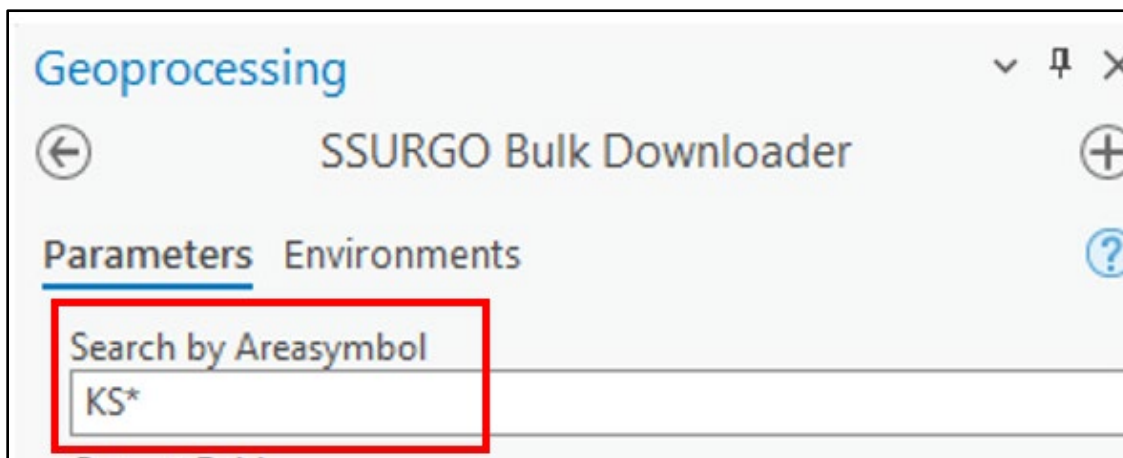 Geoprocessing
SSURGO Bulk Downloader
Parameters Environments
Search by Areasymbol
KS*